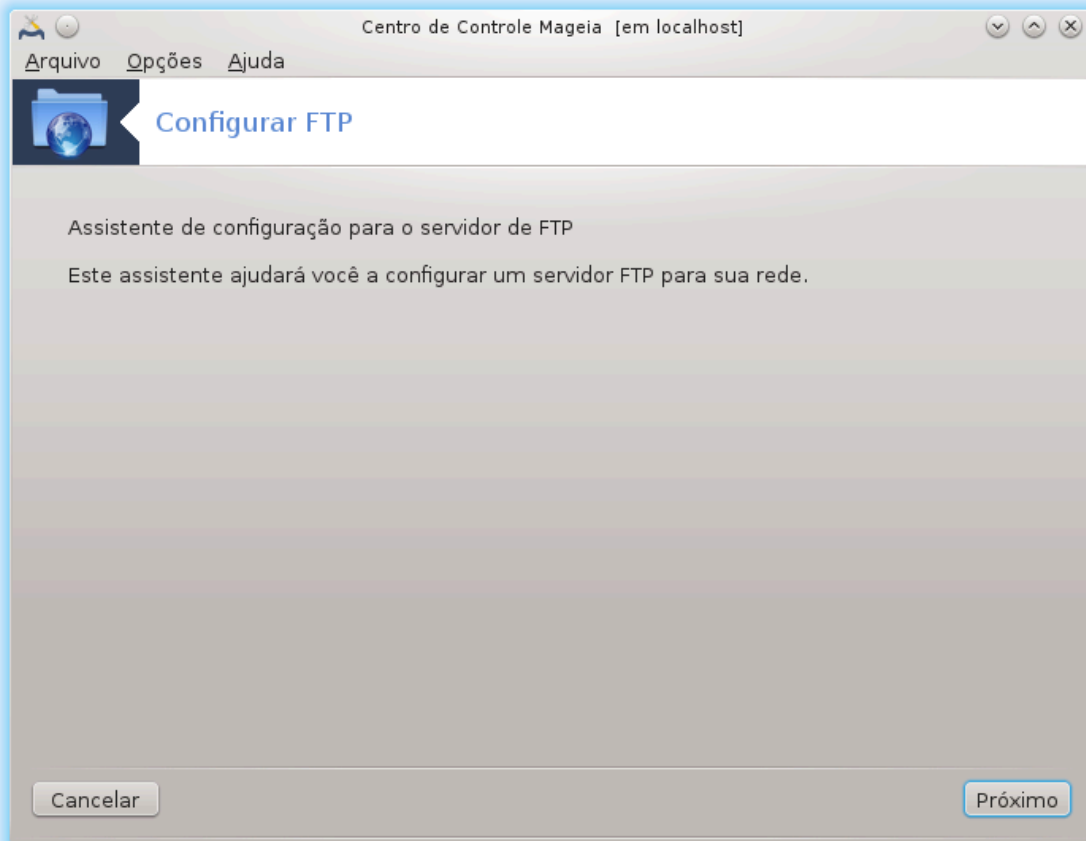 Centro de Controle Mageia [em localhost]
Arquivo Opções Ajuda
Configurar FTP
Assistente de configuração para o servidor de FTP
Este assistente ajudará você a configurar um servidor FTP para sua rede.
Cancelar Próximo